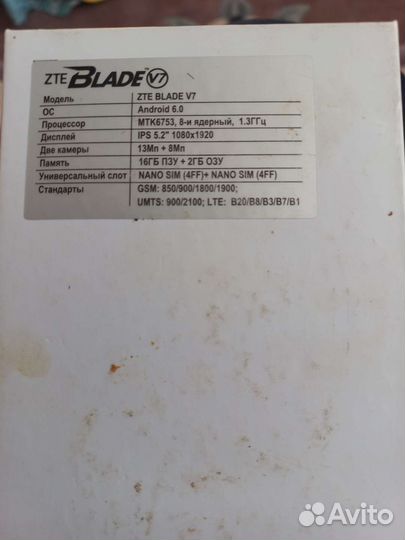 ZTE BLADE V7
Модель ZTE BLADE V7
ОС Android 6.0
Процессор MTK6753, 8-и ядерный, 1.3ГГц
Дисплей IPS 5.2" 1080x1920
Две камеры 13Мп + 8Мп
Память 16ГБ ПЗУ + 2ГБ ОЗУ
Универсальный слот NANO SIM (4FF)+ NANO SIM (4FF)
Стандарты GSM: 850/900/1800/1900;
UMTS: 900/2100; LTE: B20/B8/B3/B7/B1
Avito